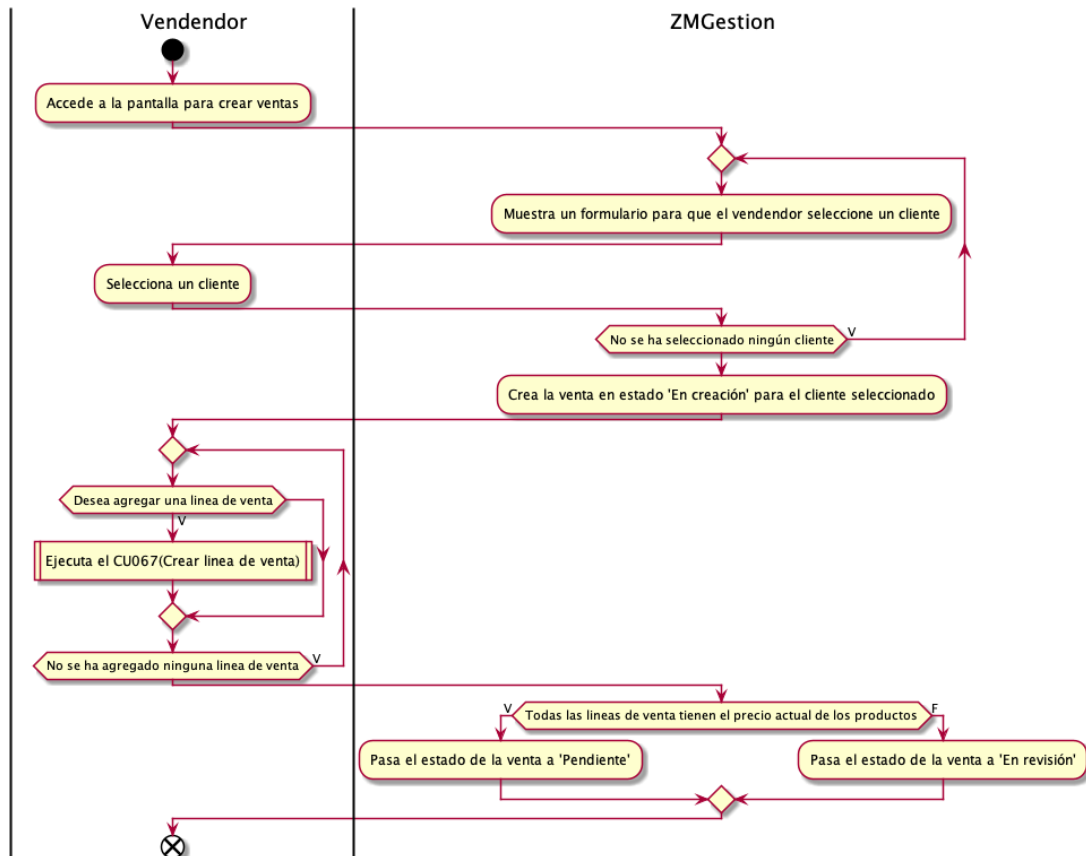 Vendendor
ZMGestion
Accede a la pantalla para crear ventas
Muestra un formulario para que el vendendor seleccione un cliente
Selecciona un cliente
No se ha seleccionado ningún cliente
V
Crea la venta en estado 'En creación' para el cliente seleccionado
Desea agregar una linea de venta
V
Ejecuta el CU067(Crear linea de venta)
No se ha agregado ninguna linea de venta
V
V
Todas las lineas de venta tienen el precio actual de los productos
F
Pasa el estado de la venta a 'Pendiente'
Pasa el estado de la venta a 'En revisión'